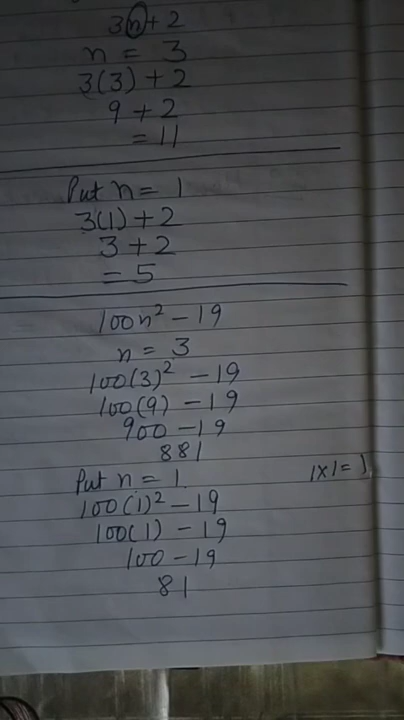 3n+2
n = 3
3(3) + 2
9 + 2
= 11
Put n = 1
3(1) + 2
3 + 2
= 5
100n² - 19
n = 3
100(3)² - 19
100(9) - 19
900 - 19
881
Put n = 1
1x1 = 1
100(1)² - 19
100(1) - 19
100 - 19
81